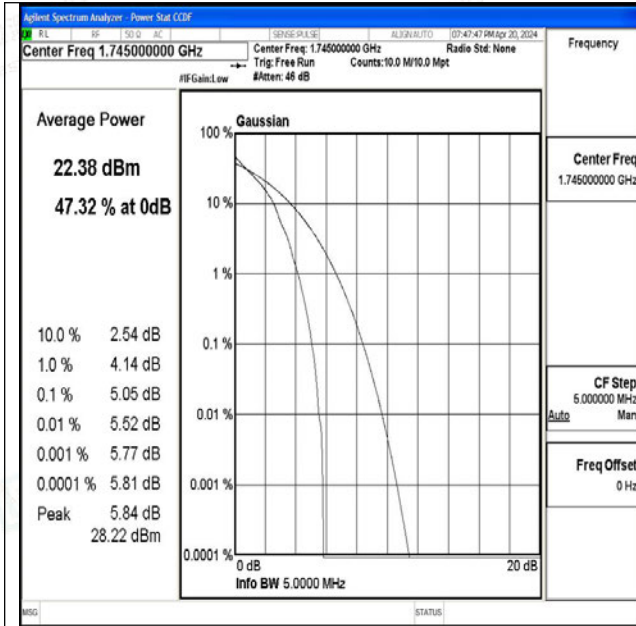 Agilent Spectrum Analyzer - Power Stat CCDF
RL RF 50 Ω AC SENSE:PULSE ALIGNAUTO 07:47:47 PM Apr 20, 2024
Center Freq 1.745000000 GHz
Center Freq: 1.745000000 GHz Radio Std: None
Trig: Free Run Counts:10.0 M/10.0 Mpt
#IFGain:Low #Atten: 46 dB
Frequency
Average Power
22.38 dBm
47.32 % at 0dB
10.0 % 2.54 dB
1.0 % 4.14 dB
0.1 % 5.05 dB
0.01 % 5.52 dB
0.001 % 5.77 dB
0.0001 % 5.81 dB
Peak 5.84 dB
28.22 dBm
Gaussian
100 %
10 %
1 %
0.1 %
0.01 %
0.001 %
0.0001 %
0 dB 20 dB
Info BW 5.0000 MHz
Center Freq
1.745000000 GHz
CF Step
5.000000 MHz
Auto Man
Freq Offset
0 Hz
MSG STATUS